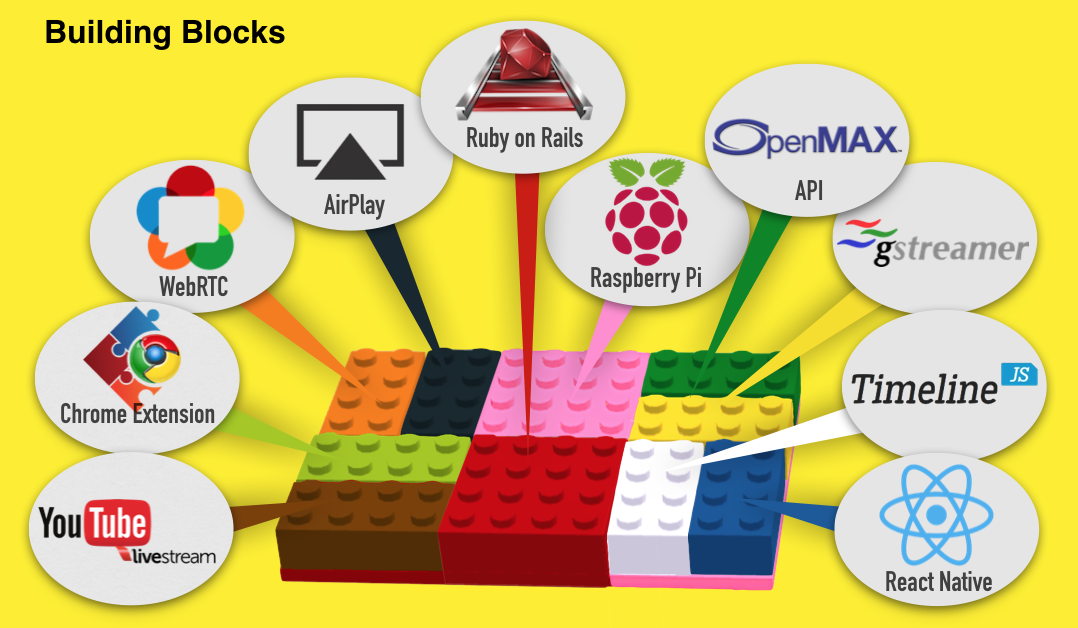 Building Blocks
Ruby on Rails
AirPlay
OpenMAX
API
WebRTC
Raspberry Pi
gstreamer
Chrome Extension
Timeline JS
YouTube
livestream
React Native